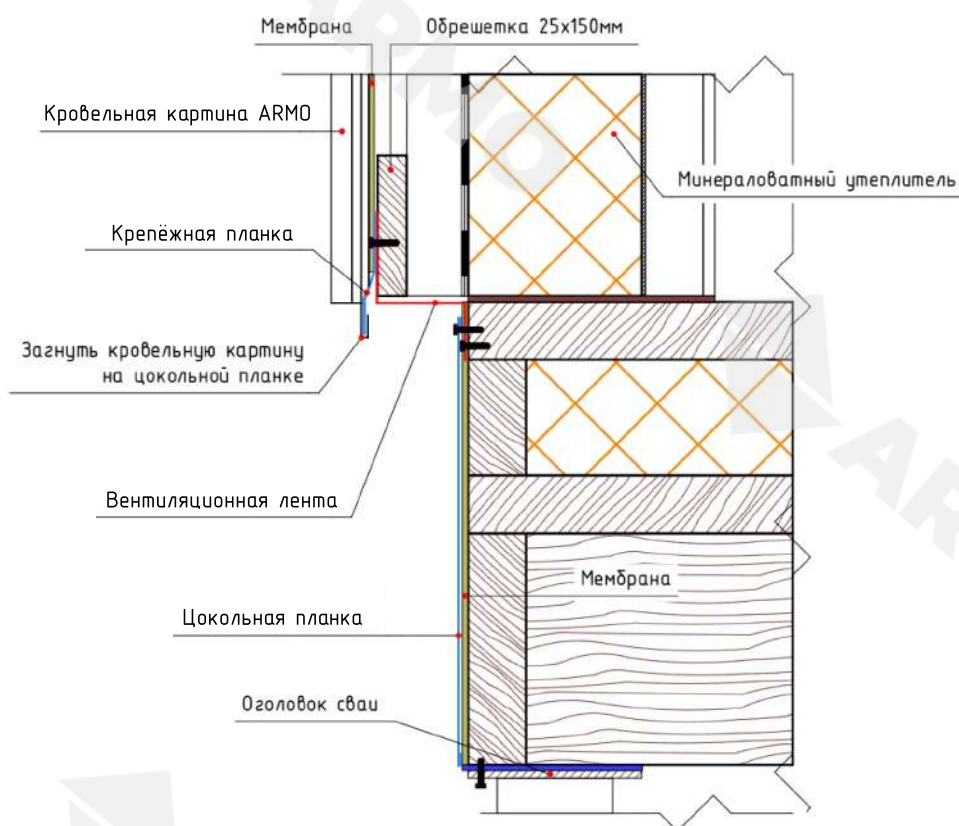 Мембрана
Обрешетка 25х150мм
ARMO
Кровельная картина ARMO
Минераловатный утеплитель
Крепёжная планка
Загнуть кровельную картину
на цокольной планке
Вентиляционная лента
Мембрана
Цокольная планка
Оголовок сваи